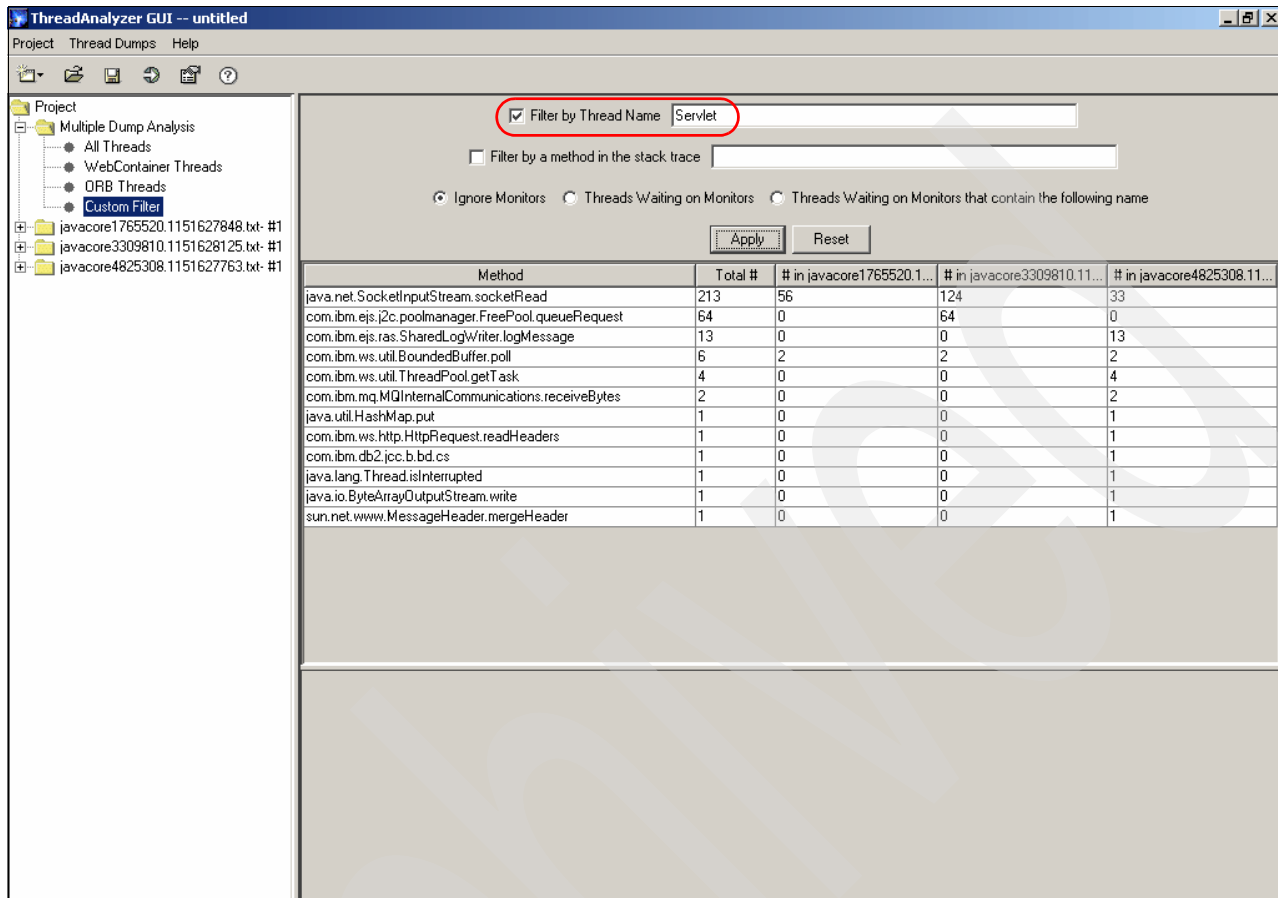 ThreadAnalyzer GUI -- untitled
Project Thread Dumps Help
Project
Multiple Dump Analysis
All Threads
WebContainer Threads
ORB Threads
Custom Filter
javacore1765520.1151627848.txt- #1
javacore3309810.1151628125.txt- #1
javacore4825308.1151627763.txt- #1
Filter by Thread Name Servlet
Filter by a method in the stack trace
Ignore Monitors Threads Waiting on Monitors Threads Waiting on Monitors that contain the following name
Apply Reset
Method Total # # in javacore1765520.1... # in javacore3309810.11... # in javacore4825308.11...
java.net.SocketInputStream.socketRead 213 56 124 33
com.ibm.ejs.j2c.poolmanager.FreePool.queueRequest 64 0 64 0
com.ibm.ejs.ras.SharedLogWriter.logMessage 13 0 0 13
com.ibm.ws.util.BoundedBuffer.poll 6 2 2 2
com.ibm.ws.util.ThreadPool.getTask 4 0 0 4
com.ibm.mq.MQInternalCommunications.receiveBytes 2 0 0 2
java.util.HashMap.put 1 0 0 1
com.ibm.ws.http.HttpRequest.readHeaders 1 0 0 1
com.ibm.db2.jcc.b.bd.cs 1 0 0 1
java.lang.Thread.isInterrupted 1 0 0 1
java.io.ByteArrayOutputStream.write 1 0 0 1
sun.net.www.MessageHeader.mergeHeader 1 0 0 1